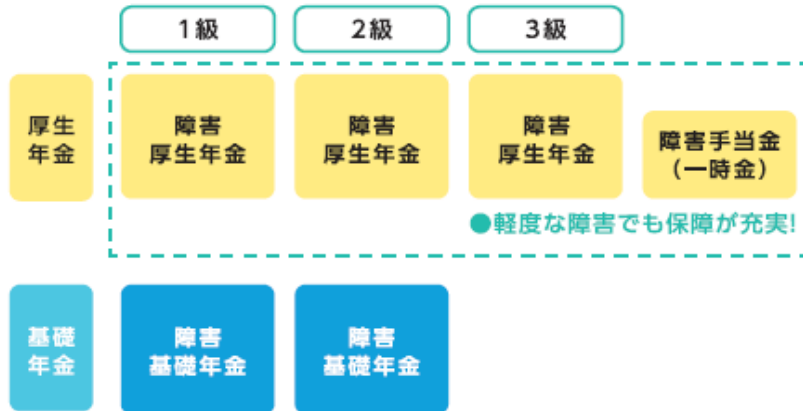 1級
2級
3級
厚生
年金
障害
厚生年金
障害
厚生年金
障害
厚生年金
障害手当金
(一時金)
●軽度な障害でも保障が充実!
基礎
年金
障害
基礎年金
障害
基礎年金